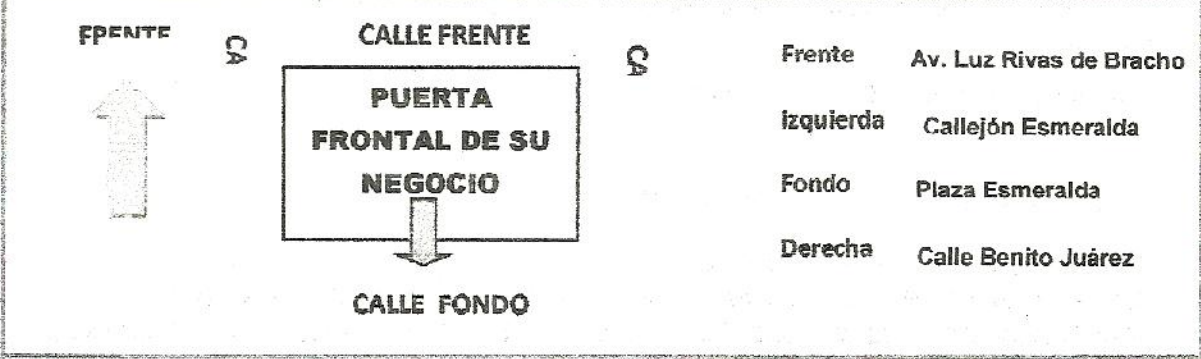 FRENTE
CA
CALLE FRENTE
CA
PUERTA
FRONTAL DE SU
NEGOCIO
CALLE FONDO
Frente Av. Luz Rivas de Bracho
Izquierda Callejón Esmeralda
Fondo Plaza Esmeralda
Derecha Calle Benito Juárez